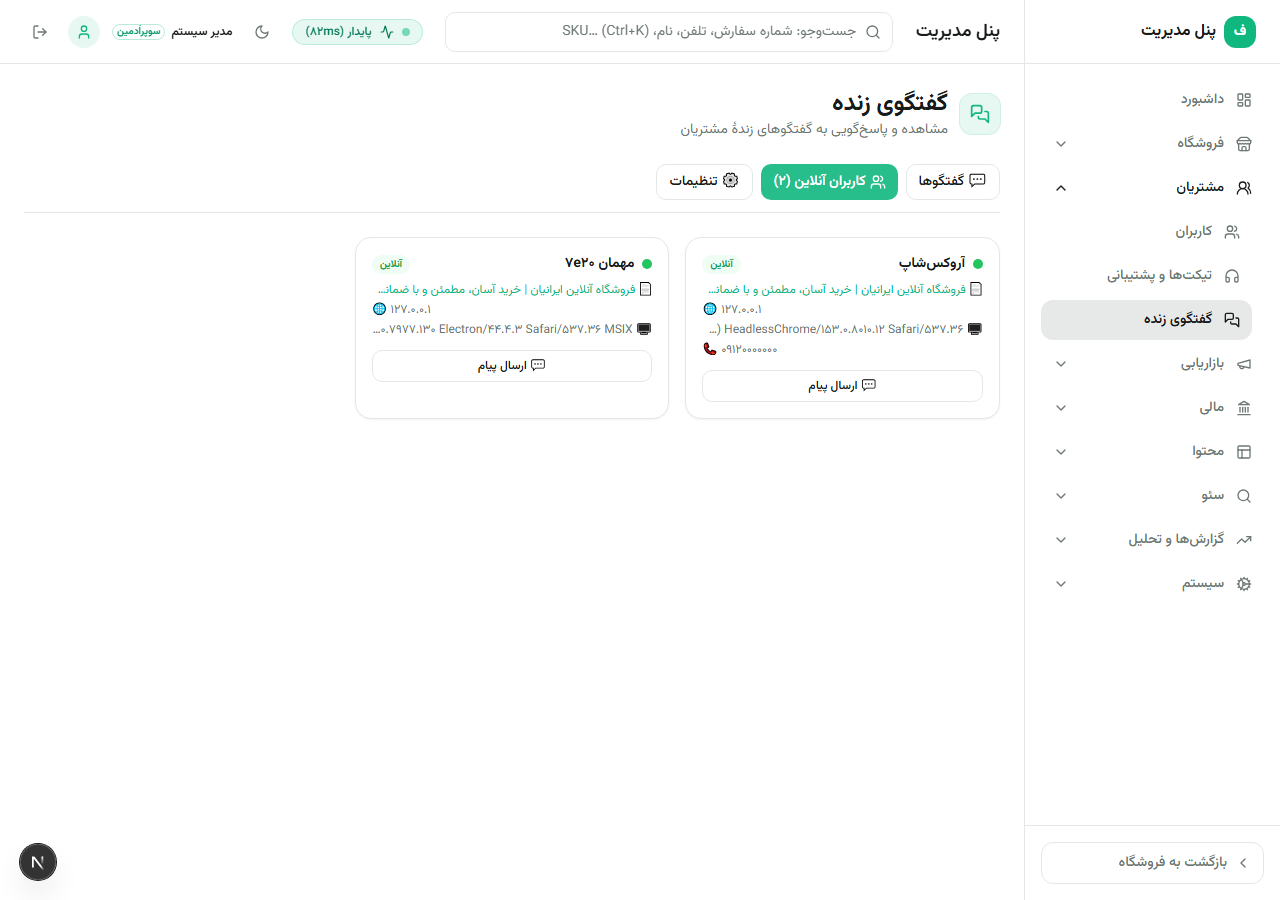 ف
پنل مدیریت
پنل مدیریت
جست‌وجو: شماره سفارش، تلفن، نام، SKU... (Ctrl+K)
پایدار (۸۲ms)
مدیر سیستم
سوپرأدمین
داشبورد
فروشگاه
مشتریان
کاربران
تیکت‌ها و پشتیبانی
گفتگوی زنده
بازاریابی
مالی
محتوا
سئو
گزارش‌ها و تحلیل
سیستم
بازگشت به فروشگاه
گفتگوی زنده
مشاهده و پاسخ‌گویی به گفتگوهای زندهٔ مشتریان
گفتگوها
کاربران آنلاین (۲)
تنظیمات
آروکس‌شاپ
آنلاین
فروشگاه آنلاین ایرانیان | خرید آسان، مطمئن و با ضمانت...
۱۲۷.۰.۰.۱
(... HeadlessChrome/۱۵۳.۰.۸۰۱۰.۱۲ Safari/۵۳۷.۳۶
۰۹۱۲۰۰۰۰۰۰۰
ارسال پیام
مهمان ۷e۲۰
آنلاین
فروشگاه آنلاین ایرانیان | خرید آسان، مطمئن و با ضمانت...
۱۲۷.۰.۰.۱
...۰.۷۹۷۷.۱۳۰ Electron/۴۴.۴.۳ Safari/۵۳۷.۳۶ MSIX
ارسال پیام
N